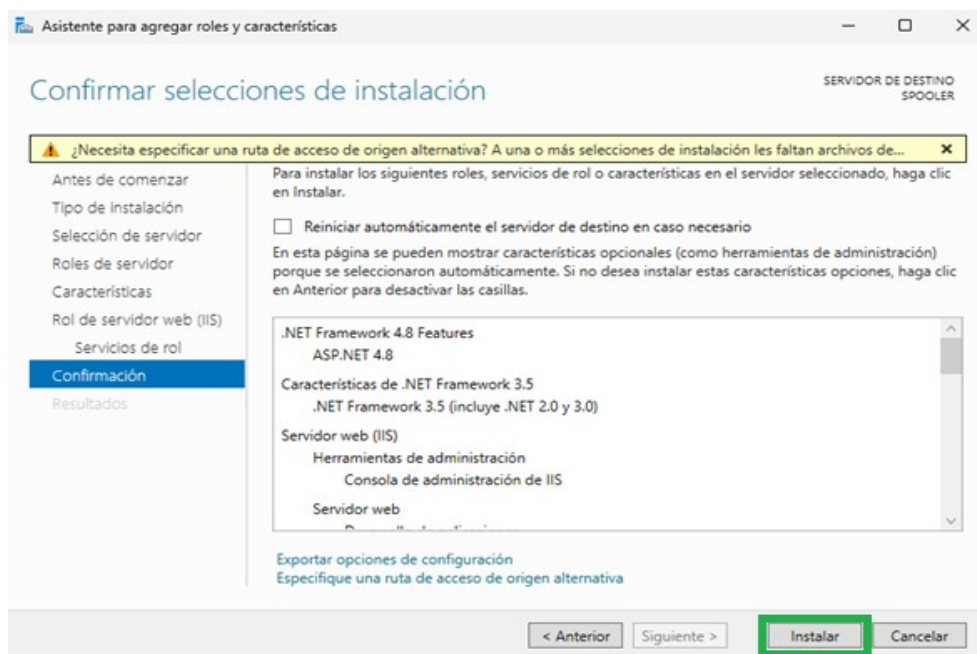 Asistente para agregar roles y características
Confirmar selecciones de instalación
SERVIDOR DE DESTINO
SPOOLER
¿Necesita especificar una ruta de acceso de origen alternativa? A una o más selecciones de instalación les faltan archivos de...
Antes de comenzar
Tipo de instalación
Selección de servidor
Roles de servidor
Características
Rol de servidor web (IIS)
Servicios de rol
Confirmación
Resultados
Para instalar los siguientes roles, servicios de rol o características en el servidor seleccionado, haga clic
en Instalar.
Reiniciar automáticamente el servidor de destino en caso necesario
En esta página se pueden mostrar características opcionales (como herramientas de administración)
porque se seleccionaron automáticamente. Si no desea instalar estas características opciones, haga clic
en Anterior para desactivar las casillas.
.NET Framework 4.8 Features
ASP.NET 4.8
Características de .NET Framework 3.5
.NET Framework 3.5 (incluye .NET 2.0 y 3.0)
Servidor web (IIS)
Herramientas de administración
Consola de administración de IIS
Servidor web
Exportar opciones de configuración
Especifique una ruta de acceso de origen alternativa
< Anterior
Siguiente >
Instalar
Cancelar